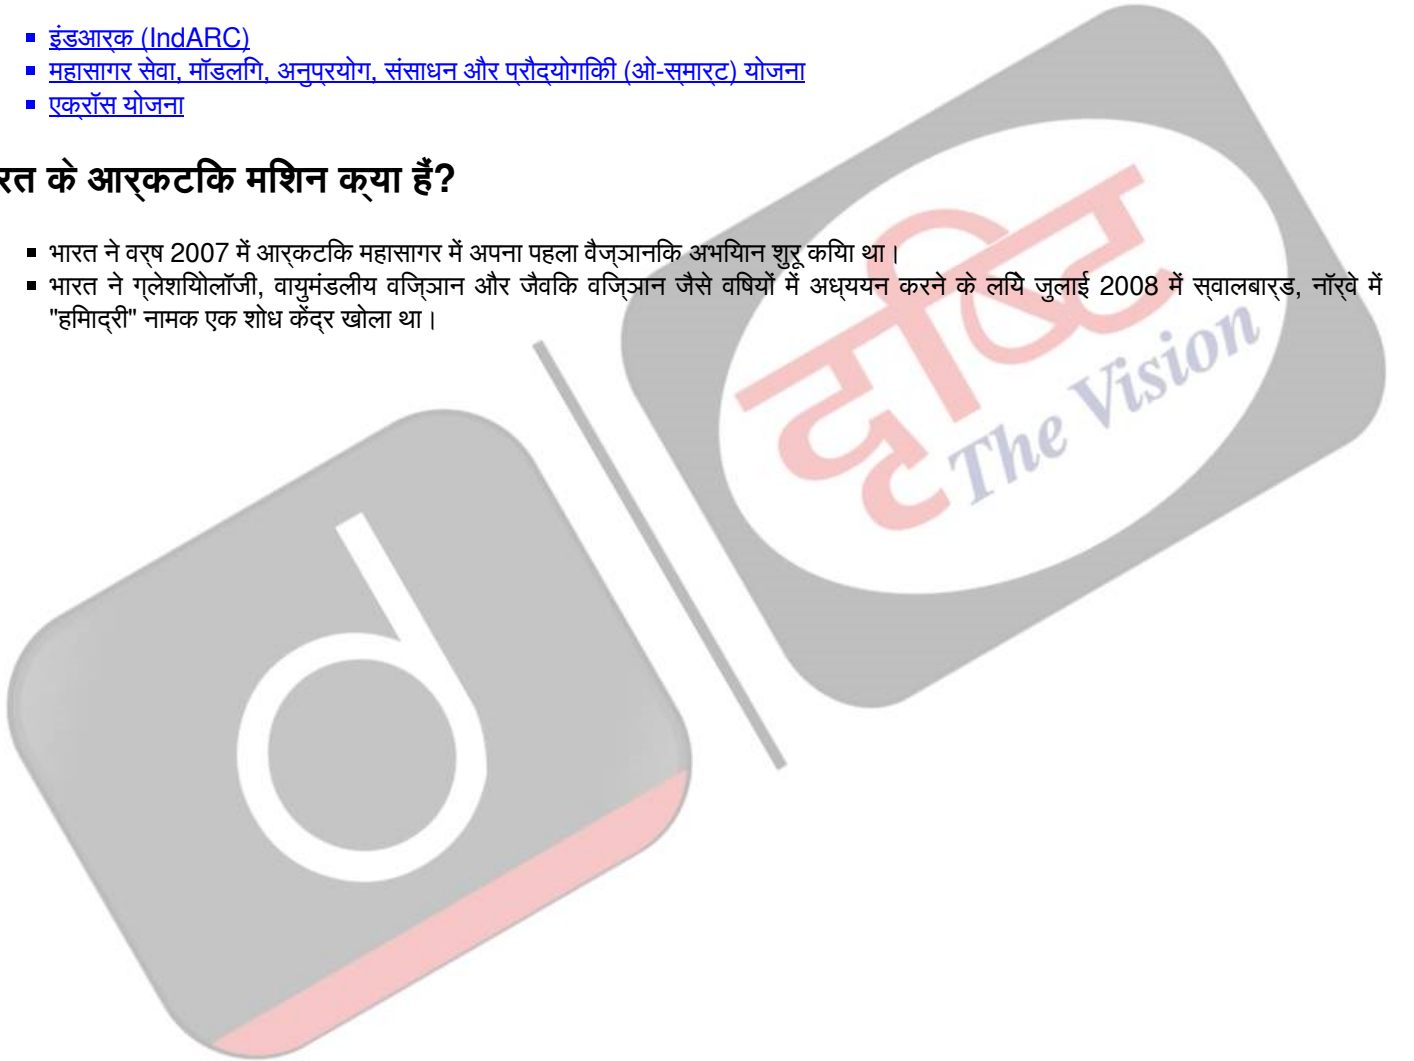 इंडआर्क (IndARC)
महासागर सेवा, मॉडलिंग, अनुप्रयोग, संसाधन और प्रौद्योगिकी (ओ-स्मार्ट) योजना
एक्रॉस योजना
रत के आर्कटिक मिशन क्या हैं?
भारत ने वर्ष 2007 में आर्कटिक महासागर में अपना पहला वैज्ञानिक अभियान शुरू किया था।
भारत ने ग्लेशियोलॉजी, वायुमंडलीय विज्ञान और जैविक विज्ञान जैसे विषयों में अध्ययन करने के लिये जुलाई 2008 में स्वालबार्ड, नॉर्वे में
"हिमाद्री" नामक एक शोध केंद्र खोला था।
दृष्टि
The Vision
d